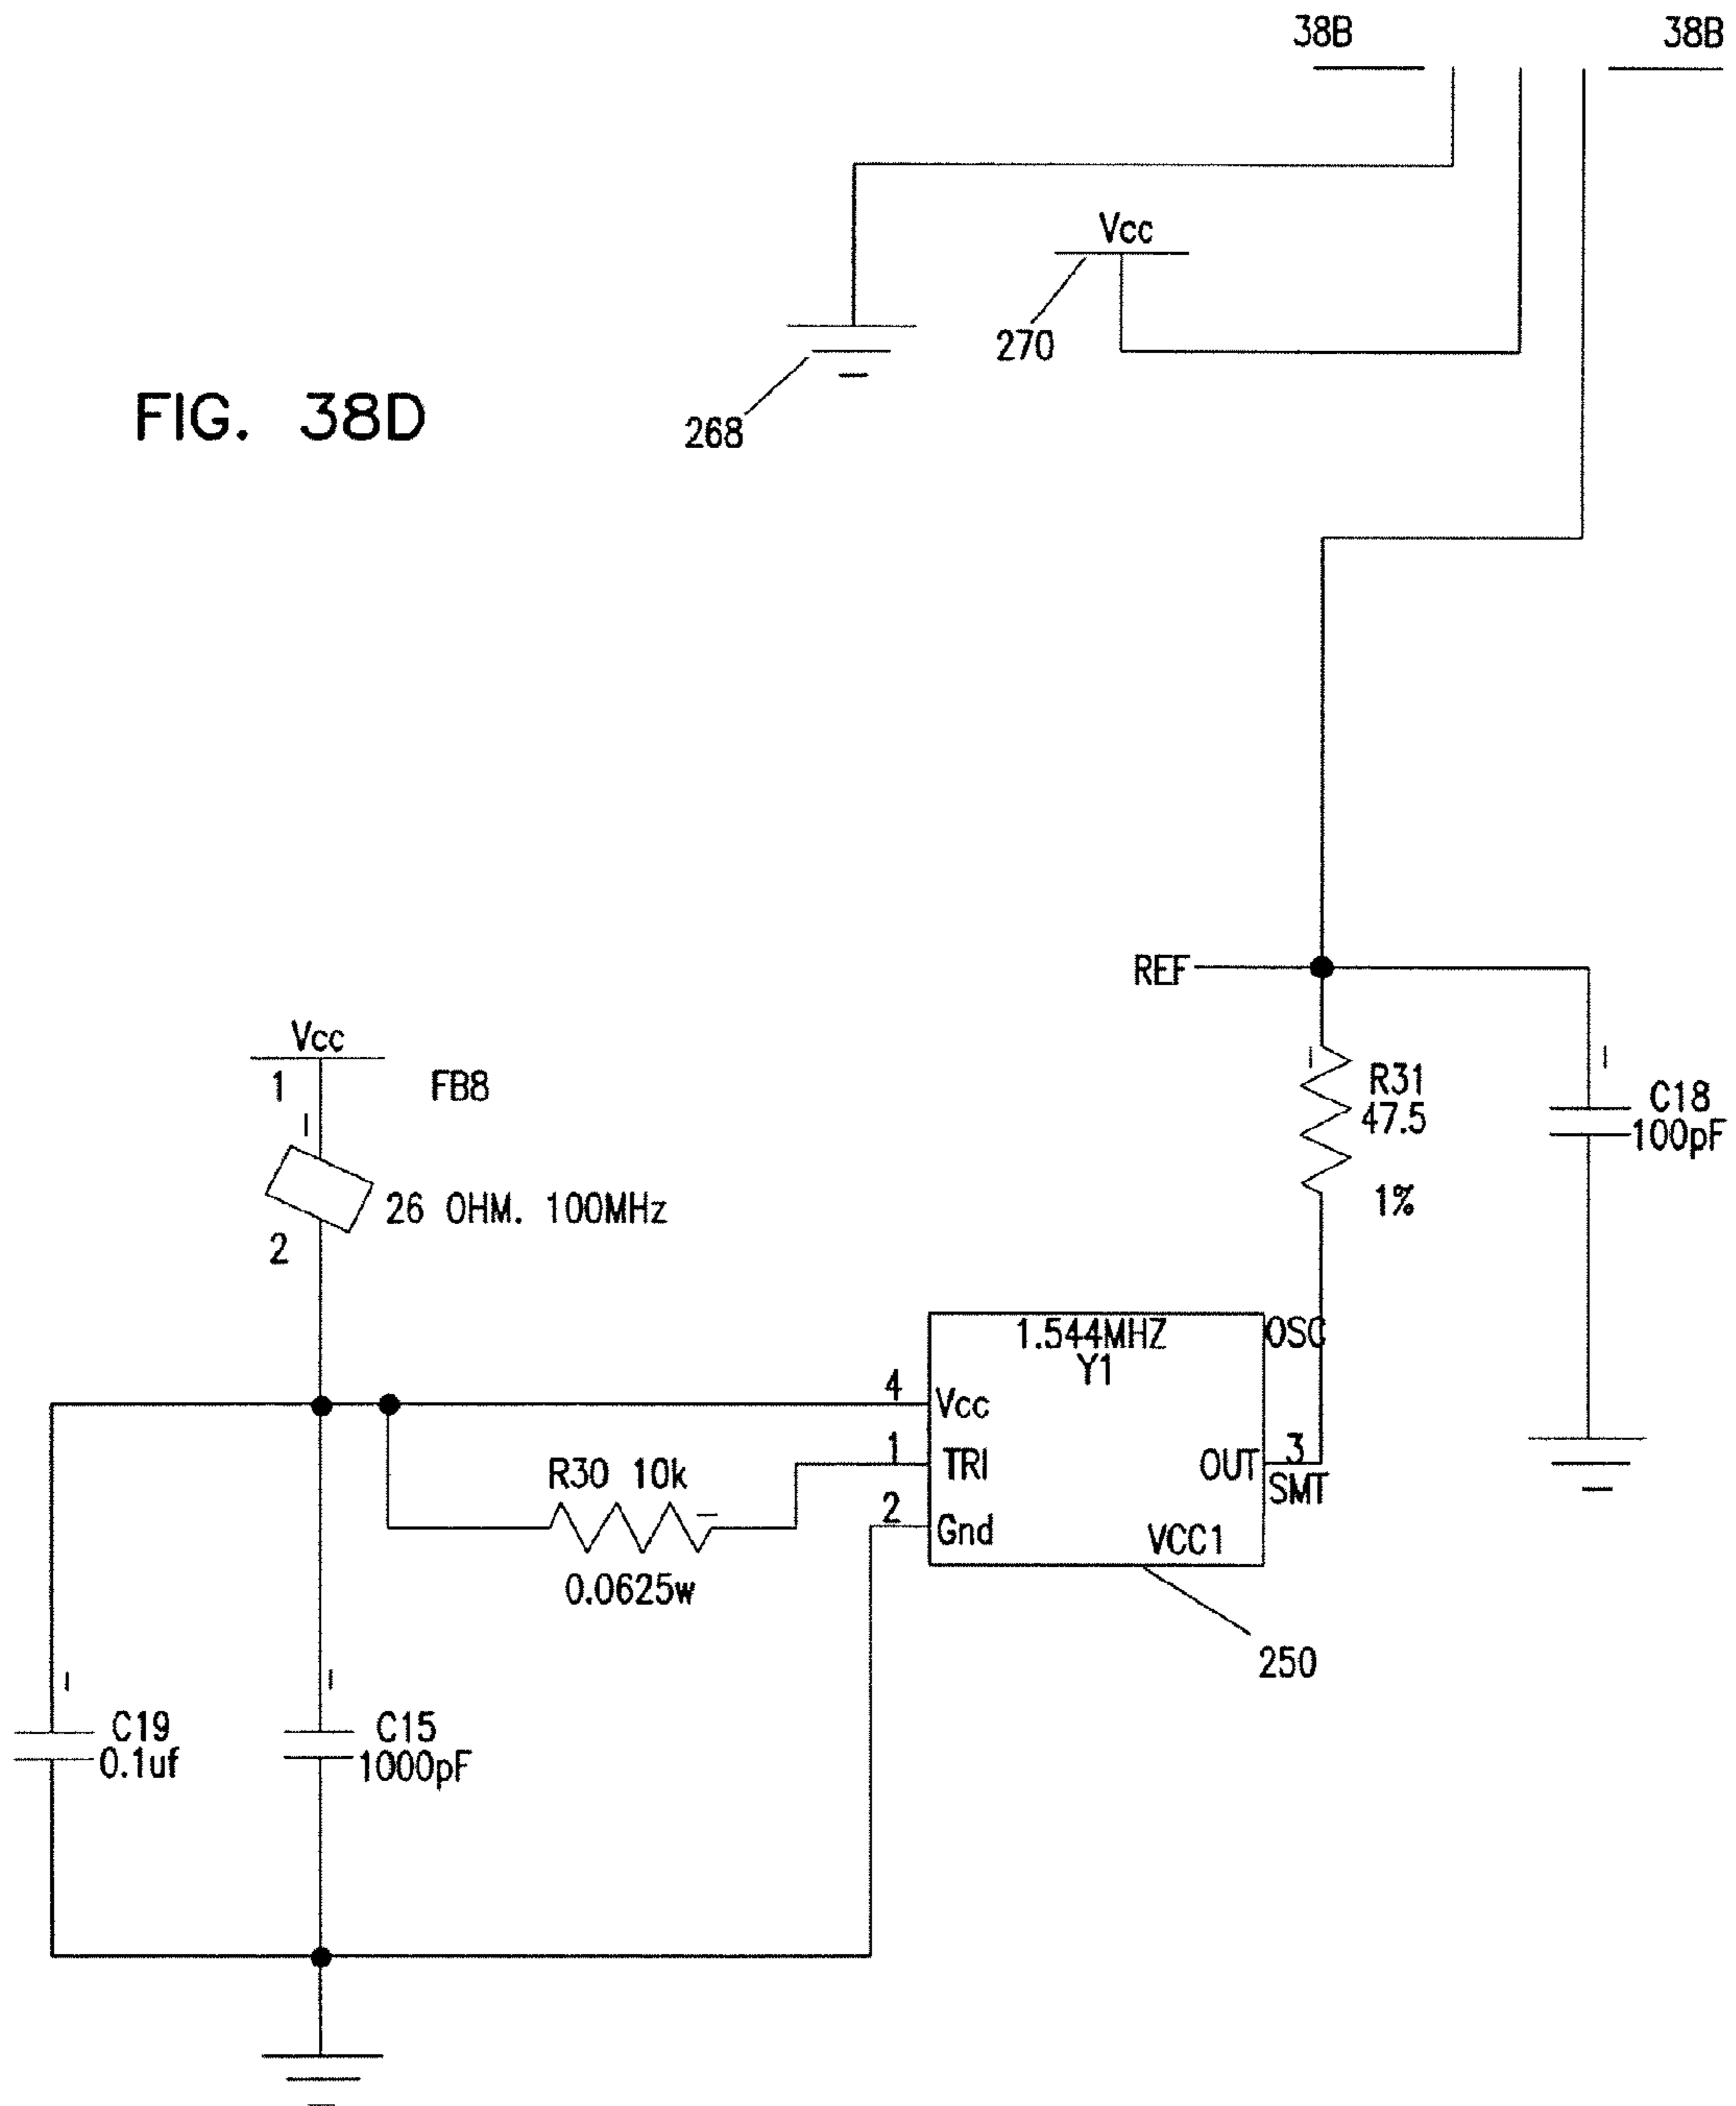 38B 38B
Vcc
270
268
FIG. 38D
REF
Vcc
1 FB8
R31
47.5
1%
C18
100pF
26 OHM. 100MHz
2
1.544MHZ
Y1
OSC
4 Vcc
1 TRI
OUT 3
SMT
R30 10k
2 Gnd
VCC1
0.0625w
250
C19
0.1uf
C15
1000pF